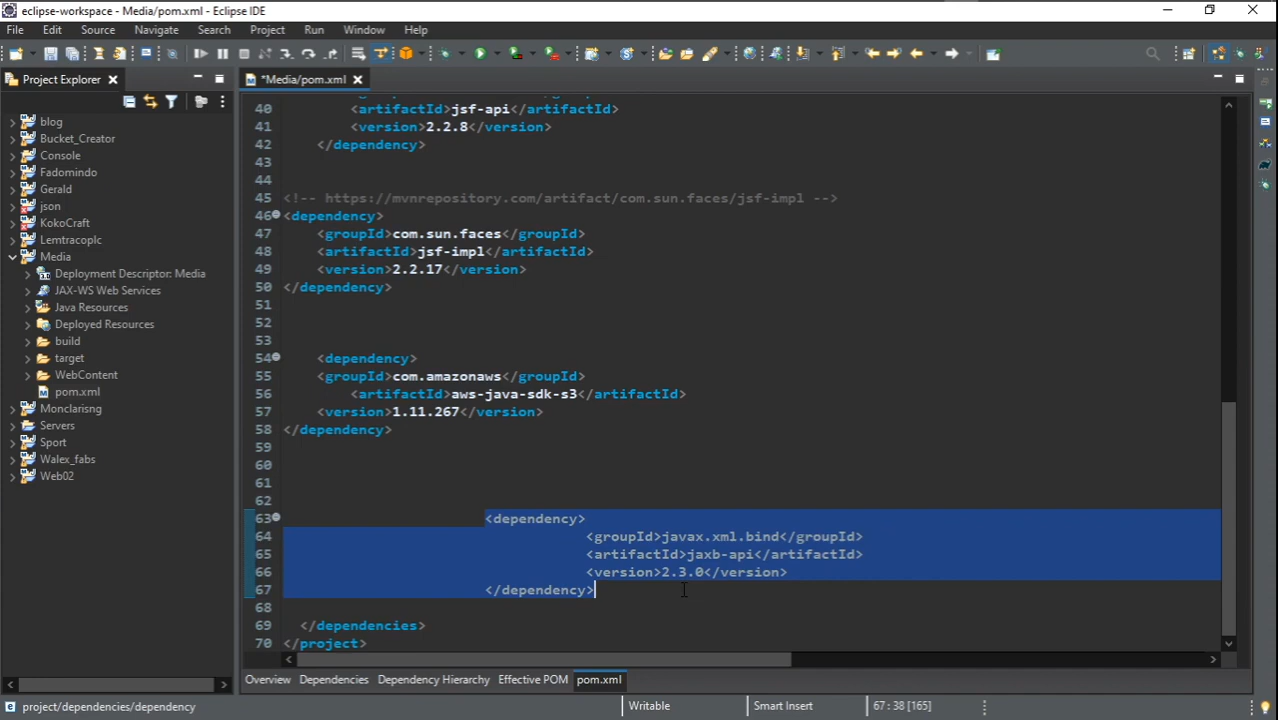 eclipse-workspace - Media/pom.xml - Eclipse IDE
File Edit Source Navigate Search Project Run Window Help
Project Explorer
*Media/pom.xml
blog
Bucket_Creator
Console
Fadomindo
Gerald
json
KokoCraft
Lemtracoplc
Media
Deployment Descriptor: Media
JAX-WS Web Services
Java Resources
Deployed Resources
build
target
WebContent
pom.xml
Monclarisng
Servers
Sport
Walex_fabs
Web02
40 <artifactId>jsf-api</artifactId>
41 <version>2.2.8</version>
42 </dependency>
43
44
45 <!-- https://mvnrepository.com/artifact/com.sun.faces/jsf-impl -->
46 <dependency>
47 <groupId>com.sun.faces</groupId>
48 <artifactId>jsf-impl</artifactId>
49 <version>2.2.17</version>
50 </dependency>
51
52
53
54 <dependency>
55 <groupId>com.amazonaws</groupId>
56 <artifactId>aws-java-sdk-s3</artifactId>
57 <version>1.11.267</version>
58 </dependency>
59
60
61
62
63 <dependency>
64 <groupId>javax.xml.bind</groupId>
65 <artifactId>jaxb-api</artifactId>
66 <version>2.3.0</version>
67 </dependency>
68
69 </dependencies>
70 </project>
Overview Dependencies Dependency Hierarchy Effective POM pom.xml
project/dependencies/dependency
Writable
Smart Insert
67 : 38 [165]